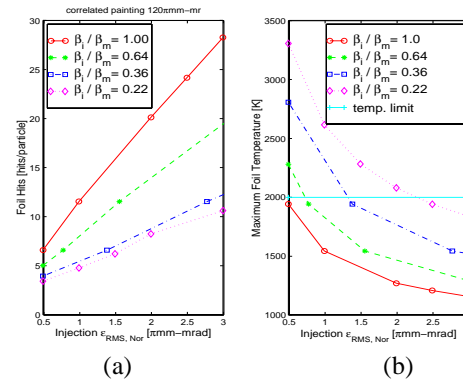 correlated painting 120πmm−mr
30
25
20
15
10
5
0
Foil Hits [hits/particle]
β_i / β_m = 1.00
β_i / β_m = 0.64
β_i / β_m = 0.36
β_i / β_m = 0.22
0.5 1 1.5 2 2.5 3
Injection ε_RMS, Nor [πmm−mrad]
(a)
3500
3000
2500
2000
1500
1000
Maximum Foil Temperature [K]
β_i / β_m = 1.0
β_i / β_m = 0.64
β_i / β_m = 0.36
β_i / β_m = 0.22
temp. limit
0.5 1 1.5 2 2.5
Injection ε_RMS, Nor [πmm−mrad]
(b)